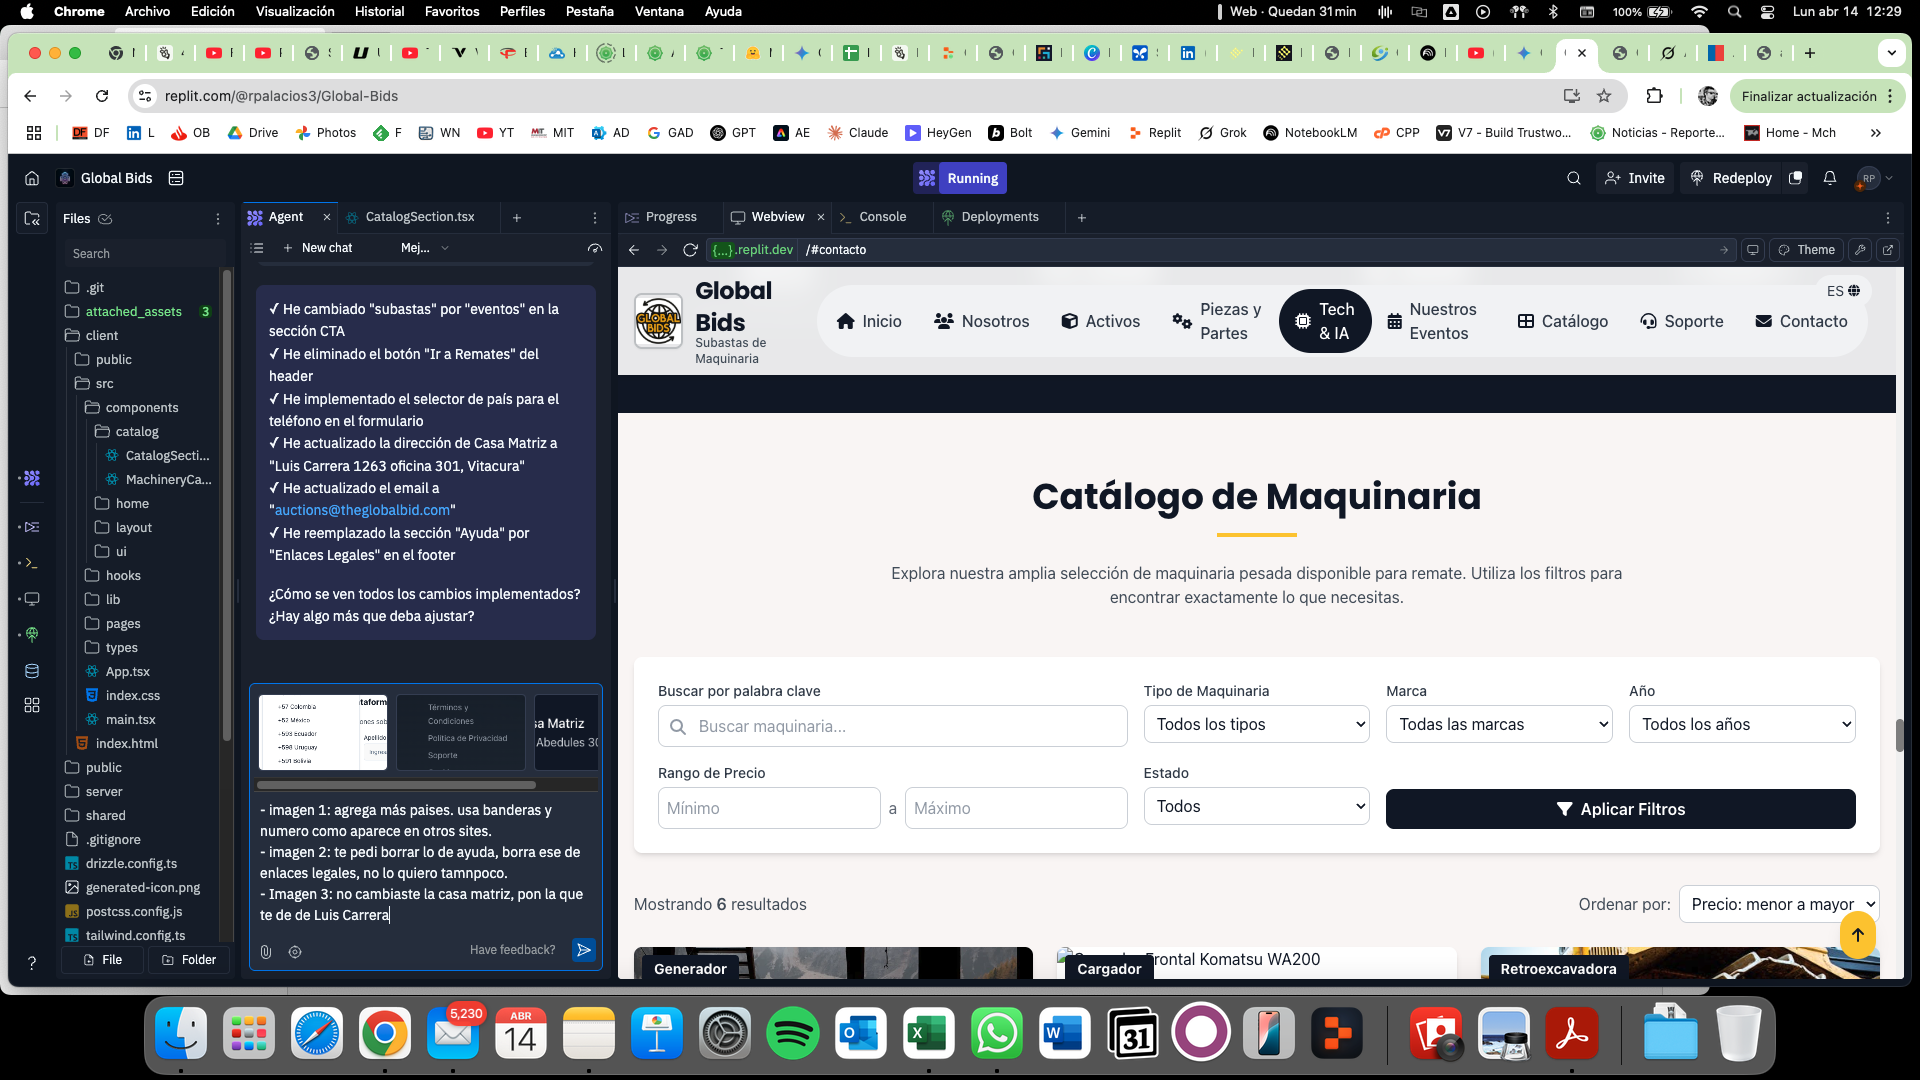 Chrome Archivo Edición Visualización Historial Favoritos Perfiles Pestaña Ventana Ayuda
Web · Quedan 31 min 100% Lun abr 14 12:29
replit.com/@rpalacios3/Global-Bids
Finalizar actualización
DF L OB Drive Photos F WN YT MIT AD GAD GPT AE Claude HeyGen Bolt Gemini Replit Grok NotebookLM CPP V7 - Build Trustwo... Noticias - Reporte... Home - Mch
Global Bids
Running
Invite
Redeploy
RP
Files
Search
.git
attached_assets 3
client
public
src
components
catalog
CatalogSecti...
MachineryCa...
home
layout
ui
hooks
lib
pages
types
App.tsx
index.css
main.tsx
index.html
public
server
shared
.gitignore
drizzle.config.ts
generated-icon.png
postcss.config.js
tailwind.config.ts
File
Folder
Agent
CatalogSection.tsx
New chat
Mej...
✓ He cambiado "subastas" por "eventos" en la
sección CTA
✓ He eliminado el botón "Ir a Remates" del
header
✓ He implementado el selector de país para el
teléfono en el formulario
✓ He actualizado la dirección de Casa Matriz a
"Luis Carrera 1263 oficina 301, Vitacura"
✓ He actualizado el email a
"auctions@theglobalbid.com"
✓ He reemplazado la sección "Ayuda" por
"Enlaces Legales" en el footer
¿Cómo se ven todos los cambios implementados?
¿Hay algo más que deba ajustar?
+57 Colombia
+52 México
+593 Ecuador
+598 Uruguay
+591 Bolivia
taform
ones sob
Apellido
Ingres
Términos y
Condiciones
Política de Privacidad
Soporte
sa Matriz
Abedules 30
- imagen 1: agrega más paises. usa banderas y
numero como aparece en otros sites.
- imagen 2: te pedi borrar lo de ayuda, borra ese de
enlaces legales, no lo quiero tamnpoco.
- Imagen 3: no cambiaste la casa matriz, pon la que
te de de Luis Carrera
Have feedback?
Progress
Webview
Console
Deployments
{...}.replit.dev /#contacto
Theme
GLOBAL BIDS
Global
Bids
Subastas de
Maquinaria
Inicio
Nosotros
Activos
Piezas y
Partes
Tech
& IA
Nuestros
Eventos
Catálogo
Soporte
Contacto
ES
Catálogo de Maquinaria
Explora nuestra amplia selección de maquinaria pesada disponible para remate. Utiliza los filtros para
encontrar exactamente lo que necesitas.
Buscar por palabra clave
Tipo de Maquinaria
Marca
Año
Buscar maquinaria...
Todos los tipos
Todas las marcas
Todos los años
Rango de Precio
Estado
Mínimo
a
Máximo
Todos
Aplicar Filtros
Mostrando 6 resultados
Ordenar por:
Precio: menor a mayor
Generador
Frontal Komatsu WA200
Cargador
Retroexcavadora
5,230
ABR
14
31